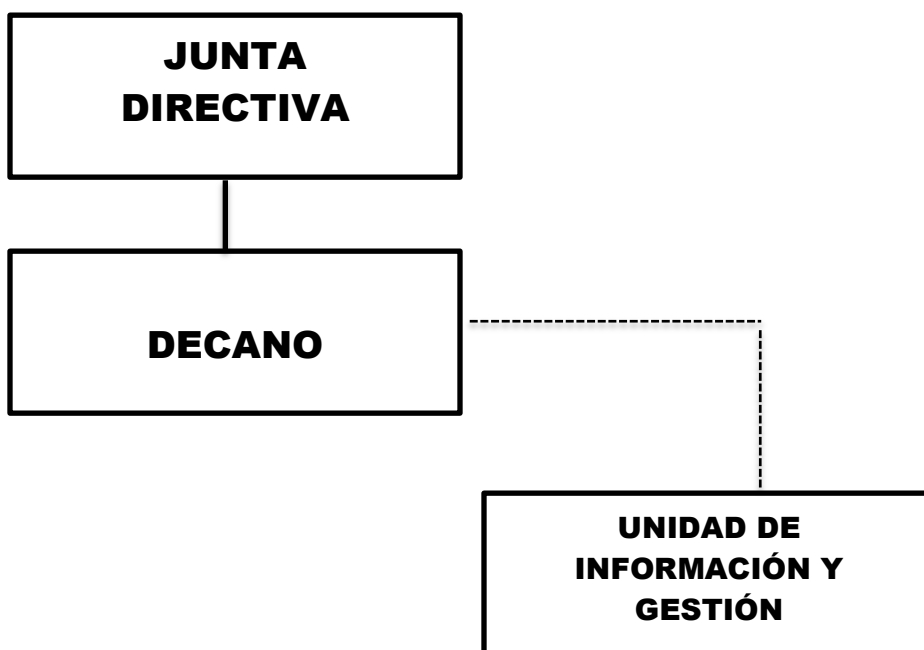 JUNTA
DIRECTIVA
DECANO
UNIDAD DE
INFORMACIÓN Y
GESTIÓN